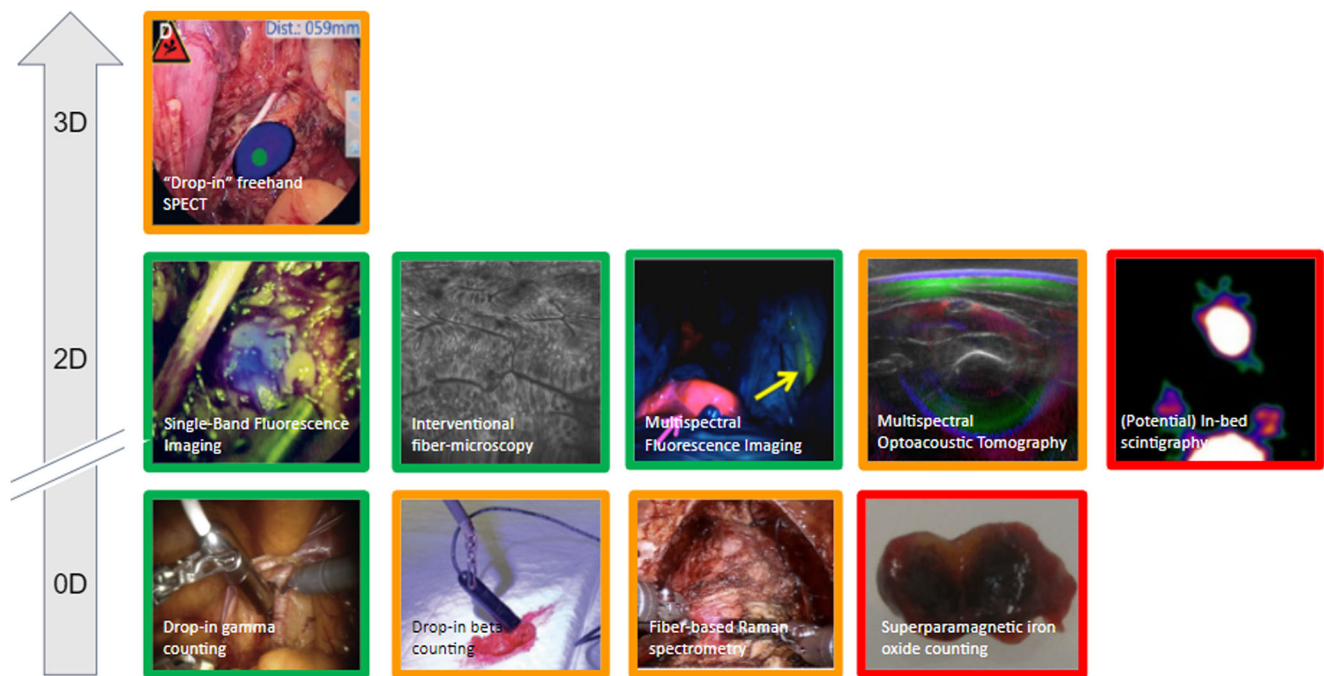 D
Dist.: 059mm
3D
“Drop-in” freehand
SPECT
2D
Single-Band Fluorescence
Imaging
Interventional
fiber-microscopy
Multispectral
Fluorescence Imaging
Multispectral
Optoacoustic Tomography
(Potential) In-bed
scintigraphy
0D
Drop-in gamma
counting
Drop-in beta
counting
Fiber-based Raman
spectrometry
Superparamagnetic iron
oxide counting